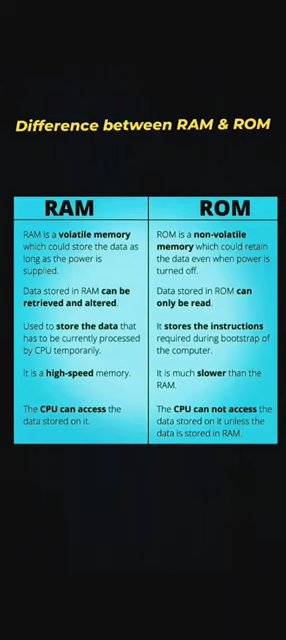 Difference between RAM & ROM
RAM
RAM is a volatile memory
which could store the data as
long as the power is
supplied.
Data stored in RAM can be
retrieved and altered.
Used to store the data that
has to be currently processed
by CPU temporarily.
It is a high-speed memory.
The CPU can access the
data stored on it.
ROM
ROM is a non-volatile
memory which could retain
the data even when power is
turned off.
Data stored in ROM can
only be read.
It stores the instructions
required during bootstrap of
the computer.
It is much slower than the
RAM.
The CPU can not access the
data stored on it unless the
data is stored in RAM.